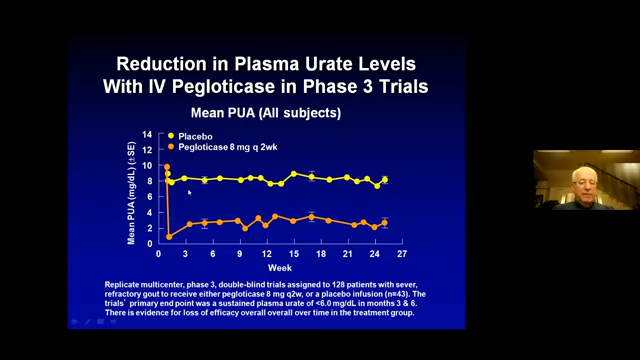 Reduction in Plasma Urate Levels
With IV Pegloticase in Phase 3 Trials
Mean PUA (All subjects)
Placebo
Pegloticase 8 mg q 2wk
Mean PUA (mg/dL) (±SE)
14
12
10
8
6
4
2
0
0 3 6 9 12 15 18 21 24 27
Week
Replicate multicenter, phase 3, double-blind trials assigned to 128 patients with sever,
refractory gout to receive either pegloticase 8 mg q2w, or a placebo infusion (n=43). The
trials' primary end point was a sustained plasma urate of <6.0 mg/dL in months 3 & 6.
There is evidence for loss of efficacy overall overall over time in the treatment group.